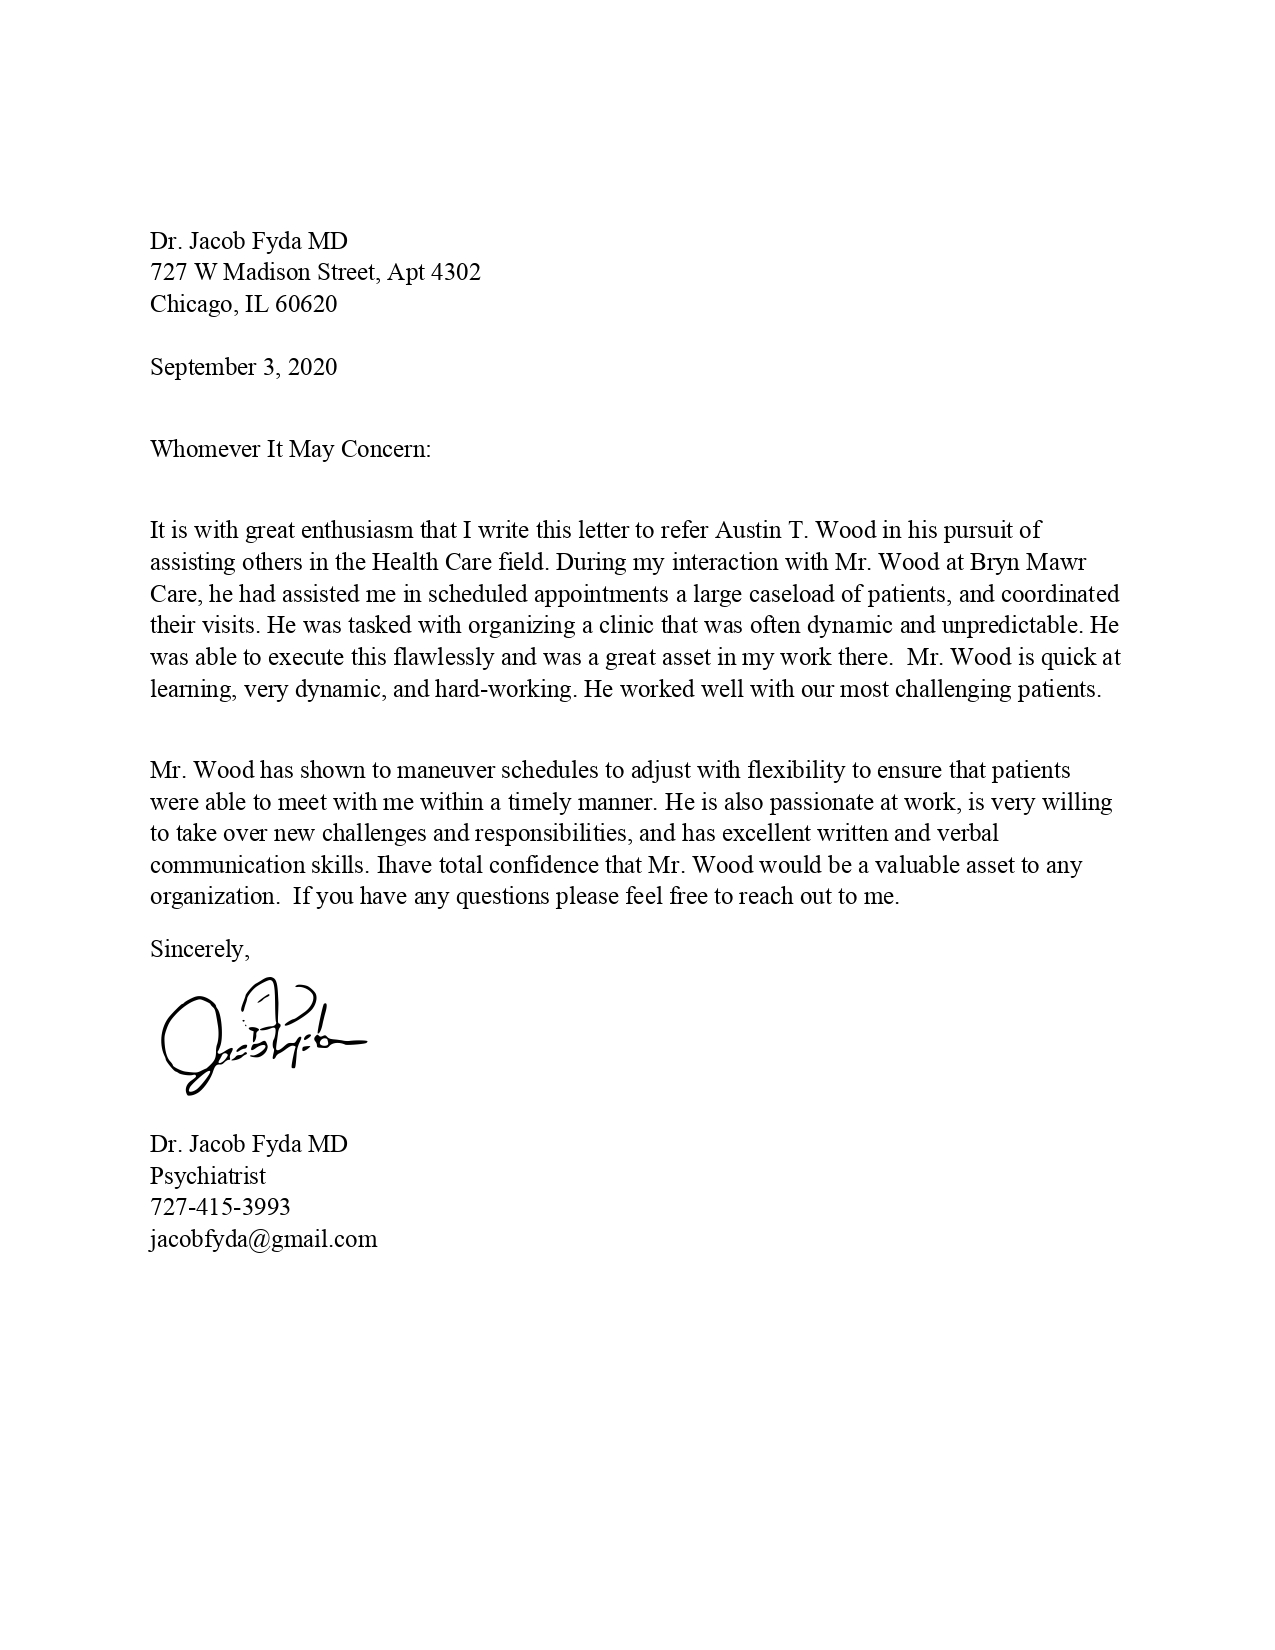 Dr. Jacob Fyda MD
727 W Madison Street, Apt 4302
Chicago, IL 60620
September 3, 2020
Whomever It May Concern:
It is with great enthusiasm that I write this letter to refer Austin T. Wood in his pursuit of
assisting others in the Health Care field. During my interaction with Mr. Wood at Bryn Mawr
Care, he had assisted me in scheduled appointments a large caseload of patients, and coordinated
their visits. He was tasked with organizing a clinic that was often dynamic and unpredictable. He
was able to execute this flawlessly and was a great asset in my work there.  Mr. Wood is quick at
learning, very dynamic, and hard-working. He worked well with our most challenging patients.
Mr. Wood has shown to maneuver schedules to adjust with flexibility to ensure that patients
were able to meet with me within a timely manner. He is also passionate at work, is very willing
to take over new challenges and responsibilities, and has excellent written and verbal
communication skills. Ihave total confidence that Mr. Wood would be a valuable asset to any
organization.  If you have any questions please feel free to reach out to me.
Sincerely,
Jacob Fyda
Dr. Jacob Fyda MD
Psychiatrist
727-415-3993
jacobfyda@gmail.com